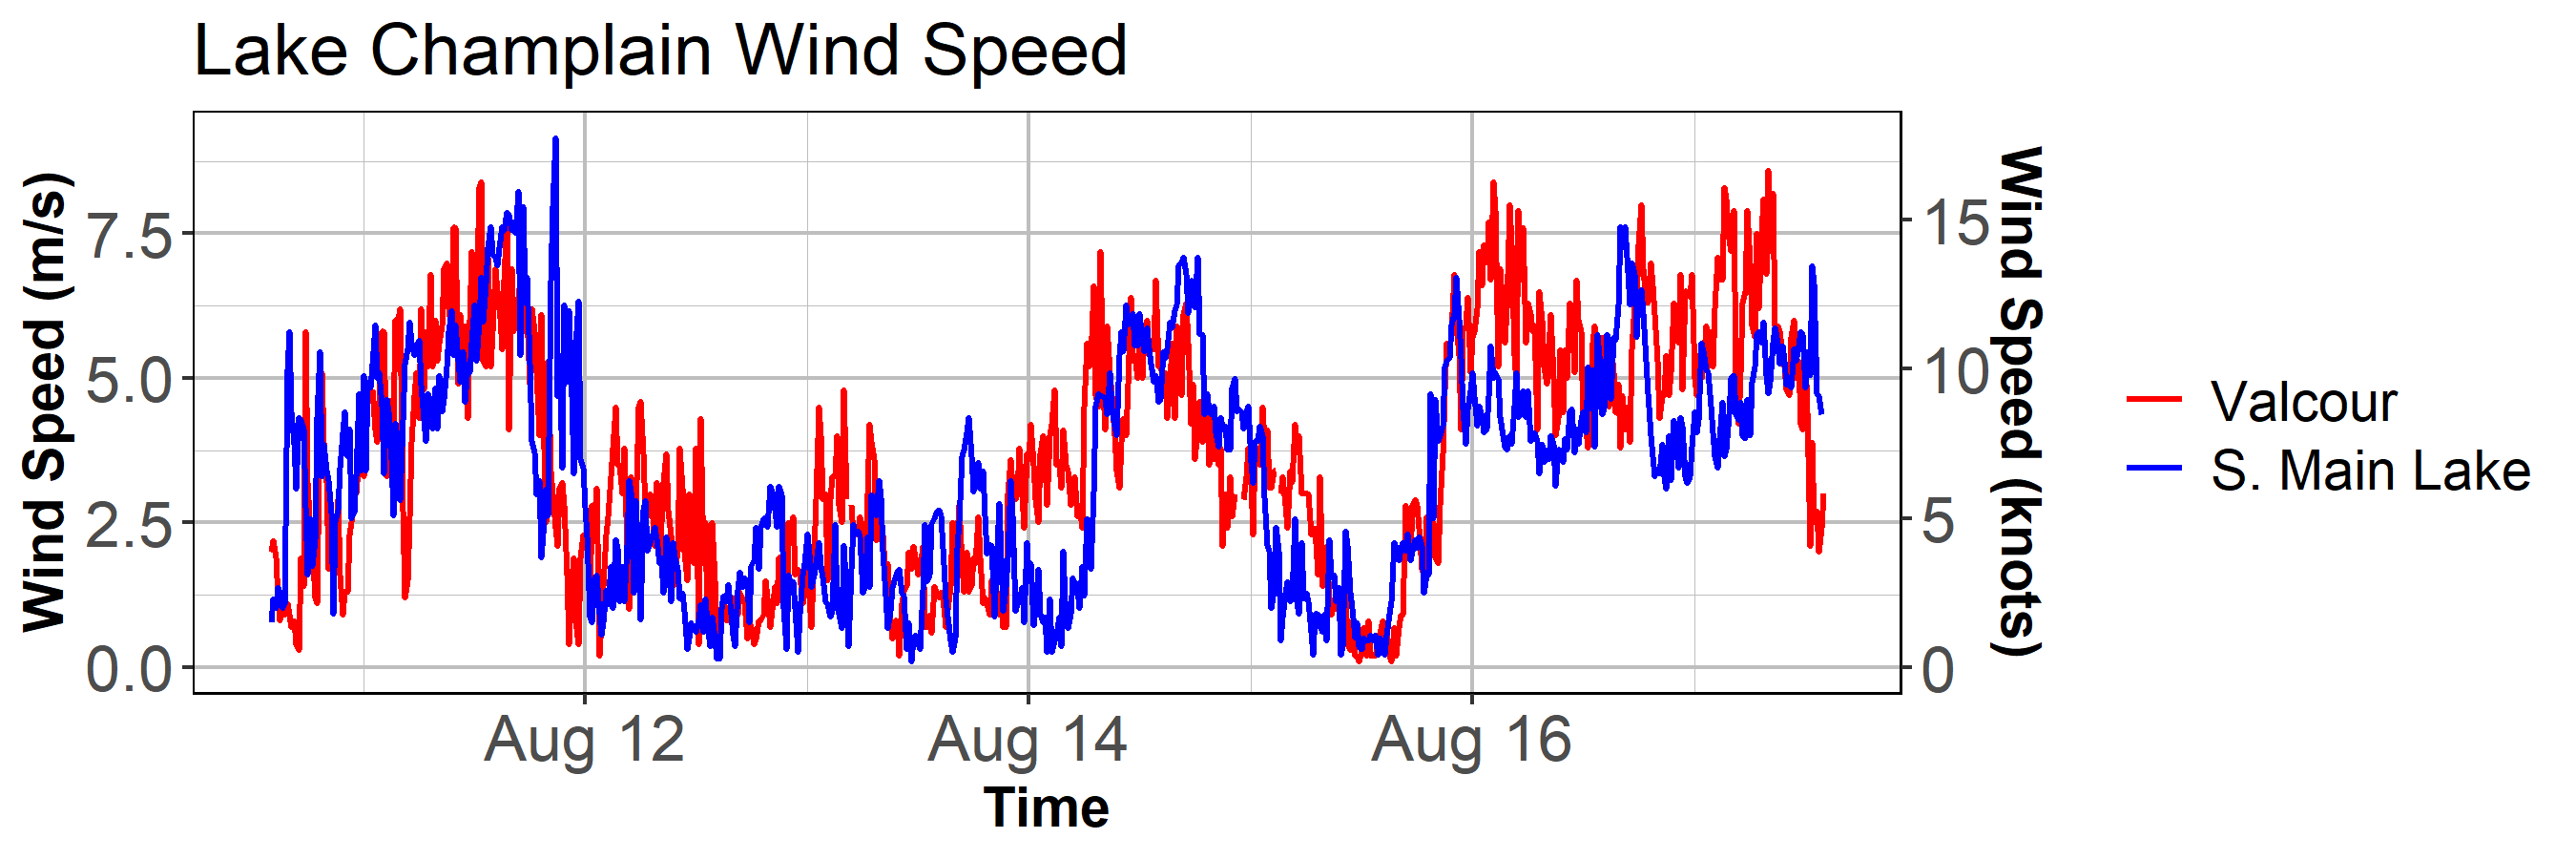 Lake Champlain Wind Speed
Wind Speed (m/s)
7.5
5.0
2.5
0.0
15
10
5
0
Wind Speed (knots)
Aug 12
Aug 14
Aug 16
Time
Valcour
S. Main Lake